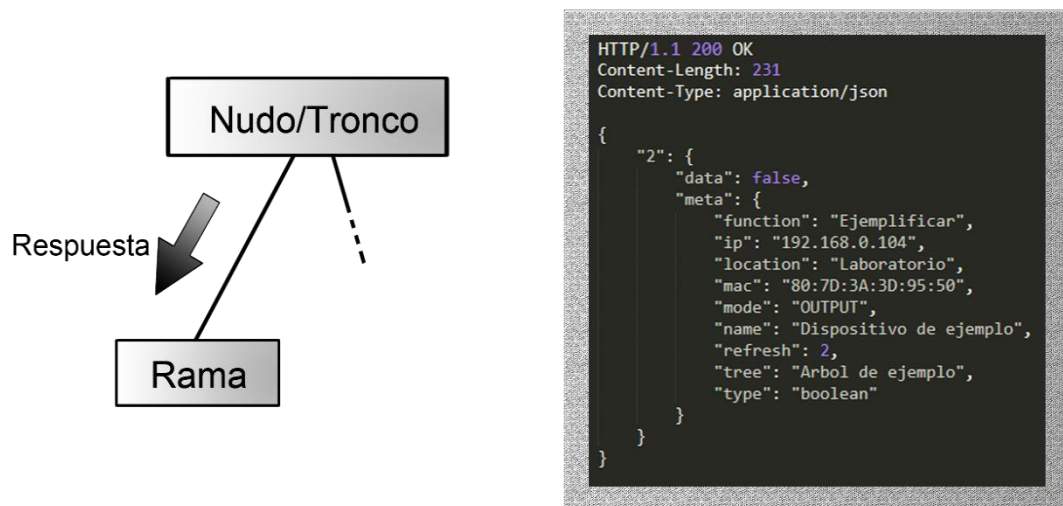 Nudo/Tronco
Respuesta
Rama
HTTP/1.1 200 OK
Content-Length: 231
Content-Type: application/json
{
"2": {
"data": false,
"meta": {
"function": "Ejemplificar",
"ip": "192.168.0.104",
"location": "Laboratorio",
"mac": "80:7D:3A:3D:95:50",
"mode": "OUTPUT",
"name": "Dispositivo de ejemplo",
"refresh": 2,
"tree": "Arbol de ejemplo",
"type": "boolean"
}
}
}